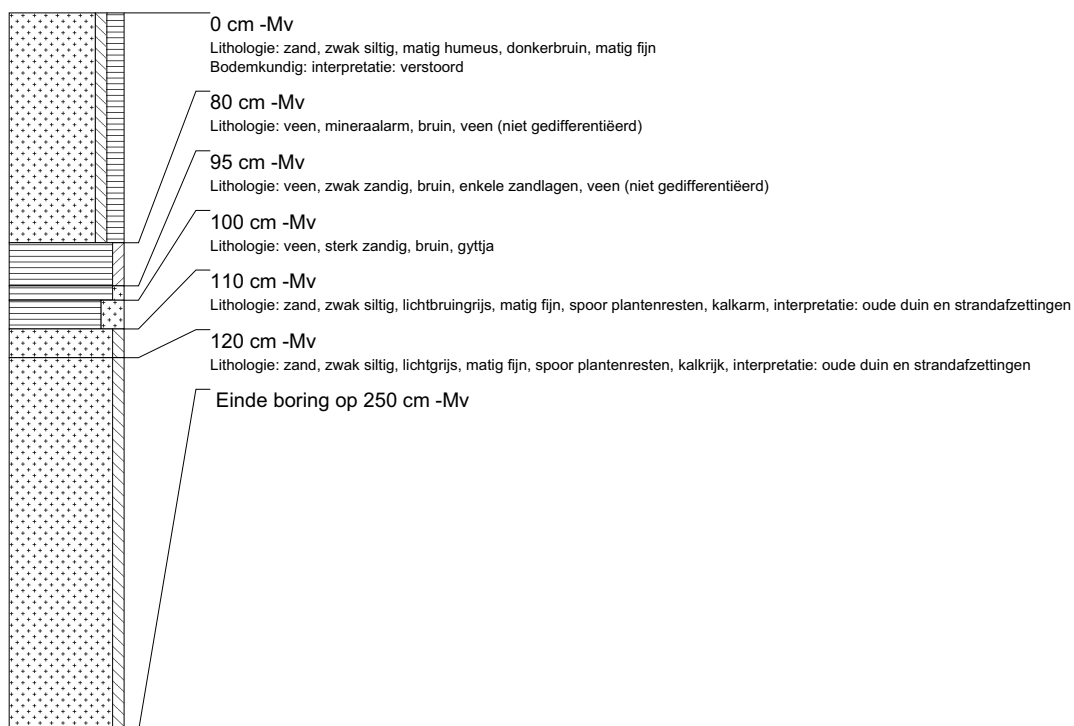 0 cm -Mv
Lithologie: zand, zwak siltig, matig humeus, donkerbruin, matig fijn
Bodemkundig: interpretatie: verstoord
80 cm -Mv
Lithologie: veen, mineraalarm, bruin, veen (niet gedifferentiëerd)
95 cm -Mv
Lithologie: veen, zwak zandig, bruin, enkele zandlagen, veen (niet gedifferentiëerd)
100 cm -Mv
Lithologie: veen, sterk zandig, bruin, gyttja
110 cm -Mv
Lithologie: zand, zwak siltig, lichtbruingrijs, matig fijn, spoor plantenresten, kalkarm, interpretatie: oude duin en strandafzettingen
120 cm -Mv
Lithologie: zand, zwak siltig, lichtgrijs, matig fijn, spoor plantenresten, kalkrijk, interpretatie: oude duin en strandafzettingen
Einde boring op 250 cm -Mv